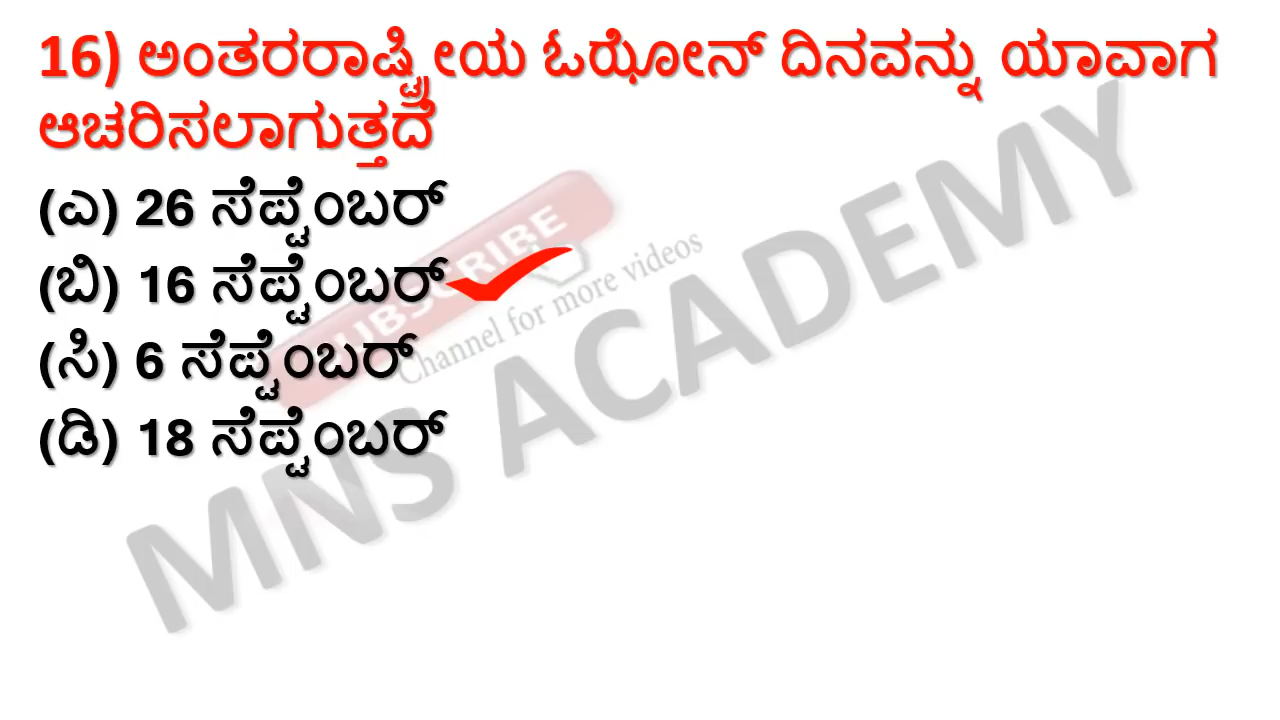 16) ಅಂತರರಾಷ್ಟ್ರೀಯ ಓಝೋನ್ ದಿನವನ್ನು ಯಾವಾಗ
ಆಚರಿಸಲಾಗುತ್ತದೆ
(ಎ) 26 ಸೆಪ್ಟೆಂಬರ್
(ಬಿ) 16 ಸೆಪ್ಟೆಂಬರ್
(ಸಿ) 6 ಸೆಪ್ಟೆಂಬರ್
(ಡಿ) 18 ಸೆಪ್ಟೆಂಬರ್
SUBSCRIBE
Channel for more videos
MNS ACADEMY